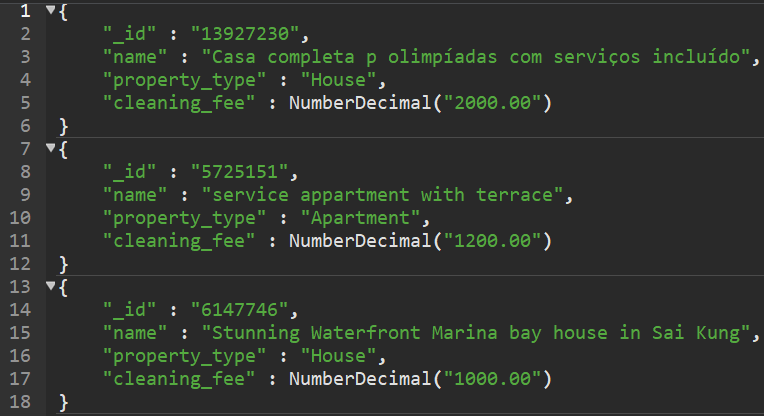 1 {
2 "_id" : "13927230",
3 "name" : "Casa completa p olimpíadas com serviços incluído",
4 "property_type" : "House",
5 "cleaning_fee" : NumberDecimal("2000.00")
6 }
7 {
8 "_id" : "5725151",
9 "name" : "service appartment with terrace",
10 "property_type" : "Apartment",
11 "cleaning_fee" : NumberDecimal("1200.00")
12 }
13 {
14 "_id" : "6147746",
15 "name" : "Stunning Waterfront Marina bay house in Sai Kung",
16 "property_type" : "House",
17 "cleaning_fee" : NumberDecimal("1000.00")
18 }